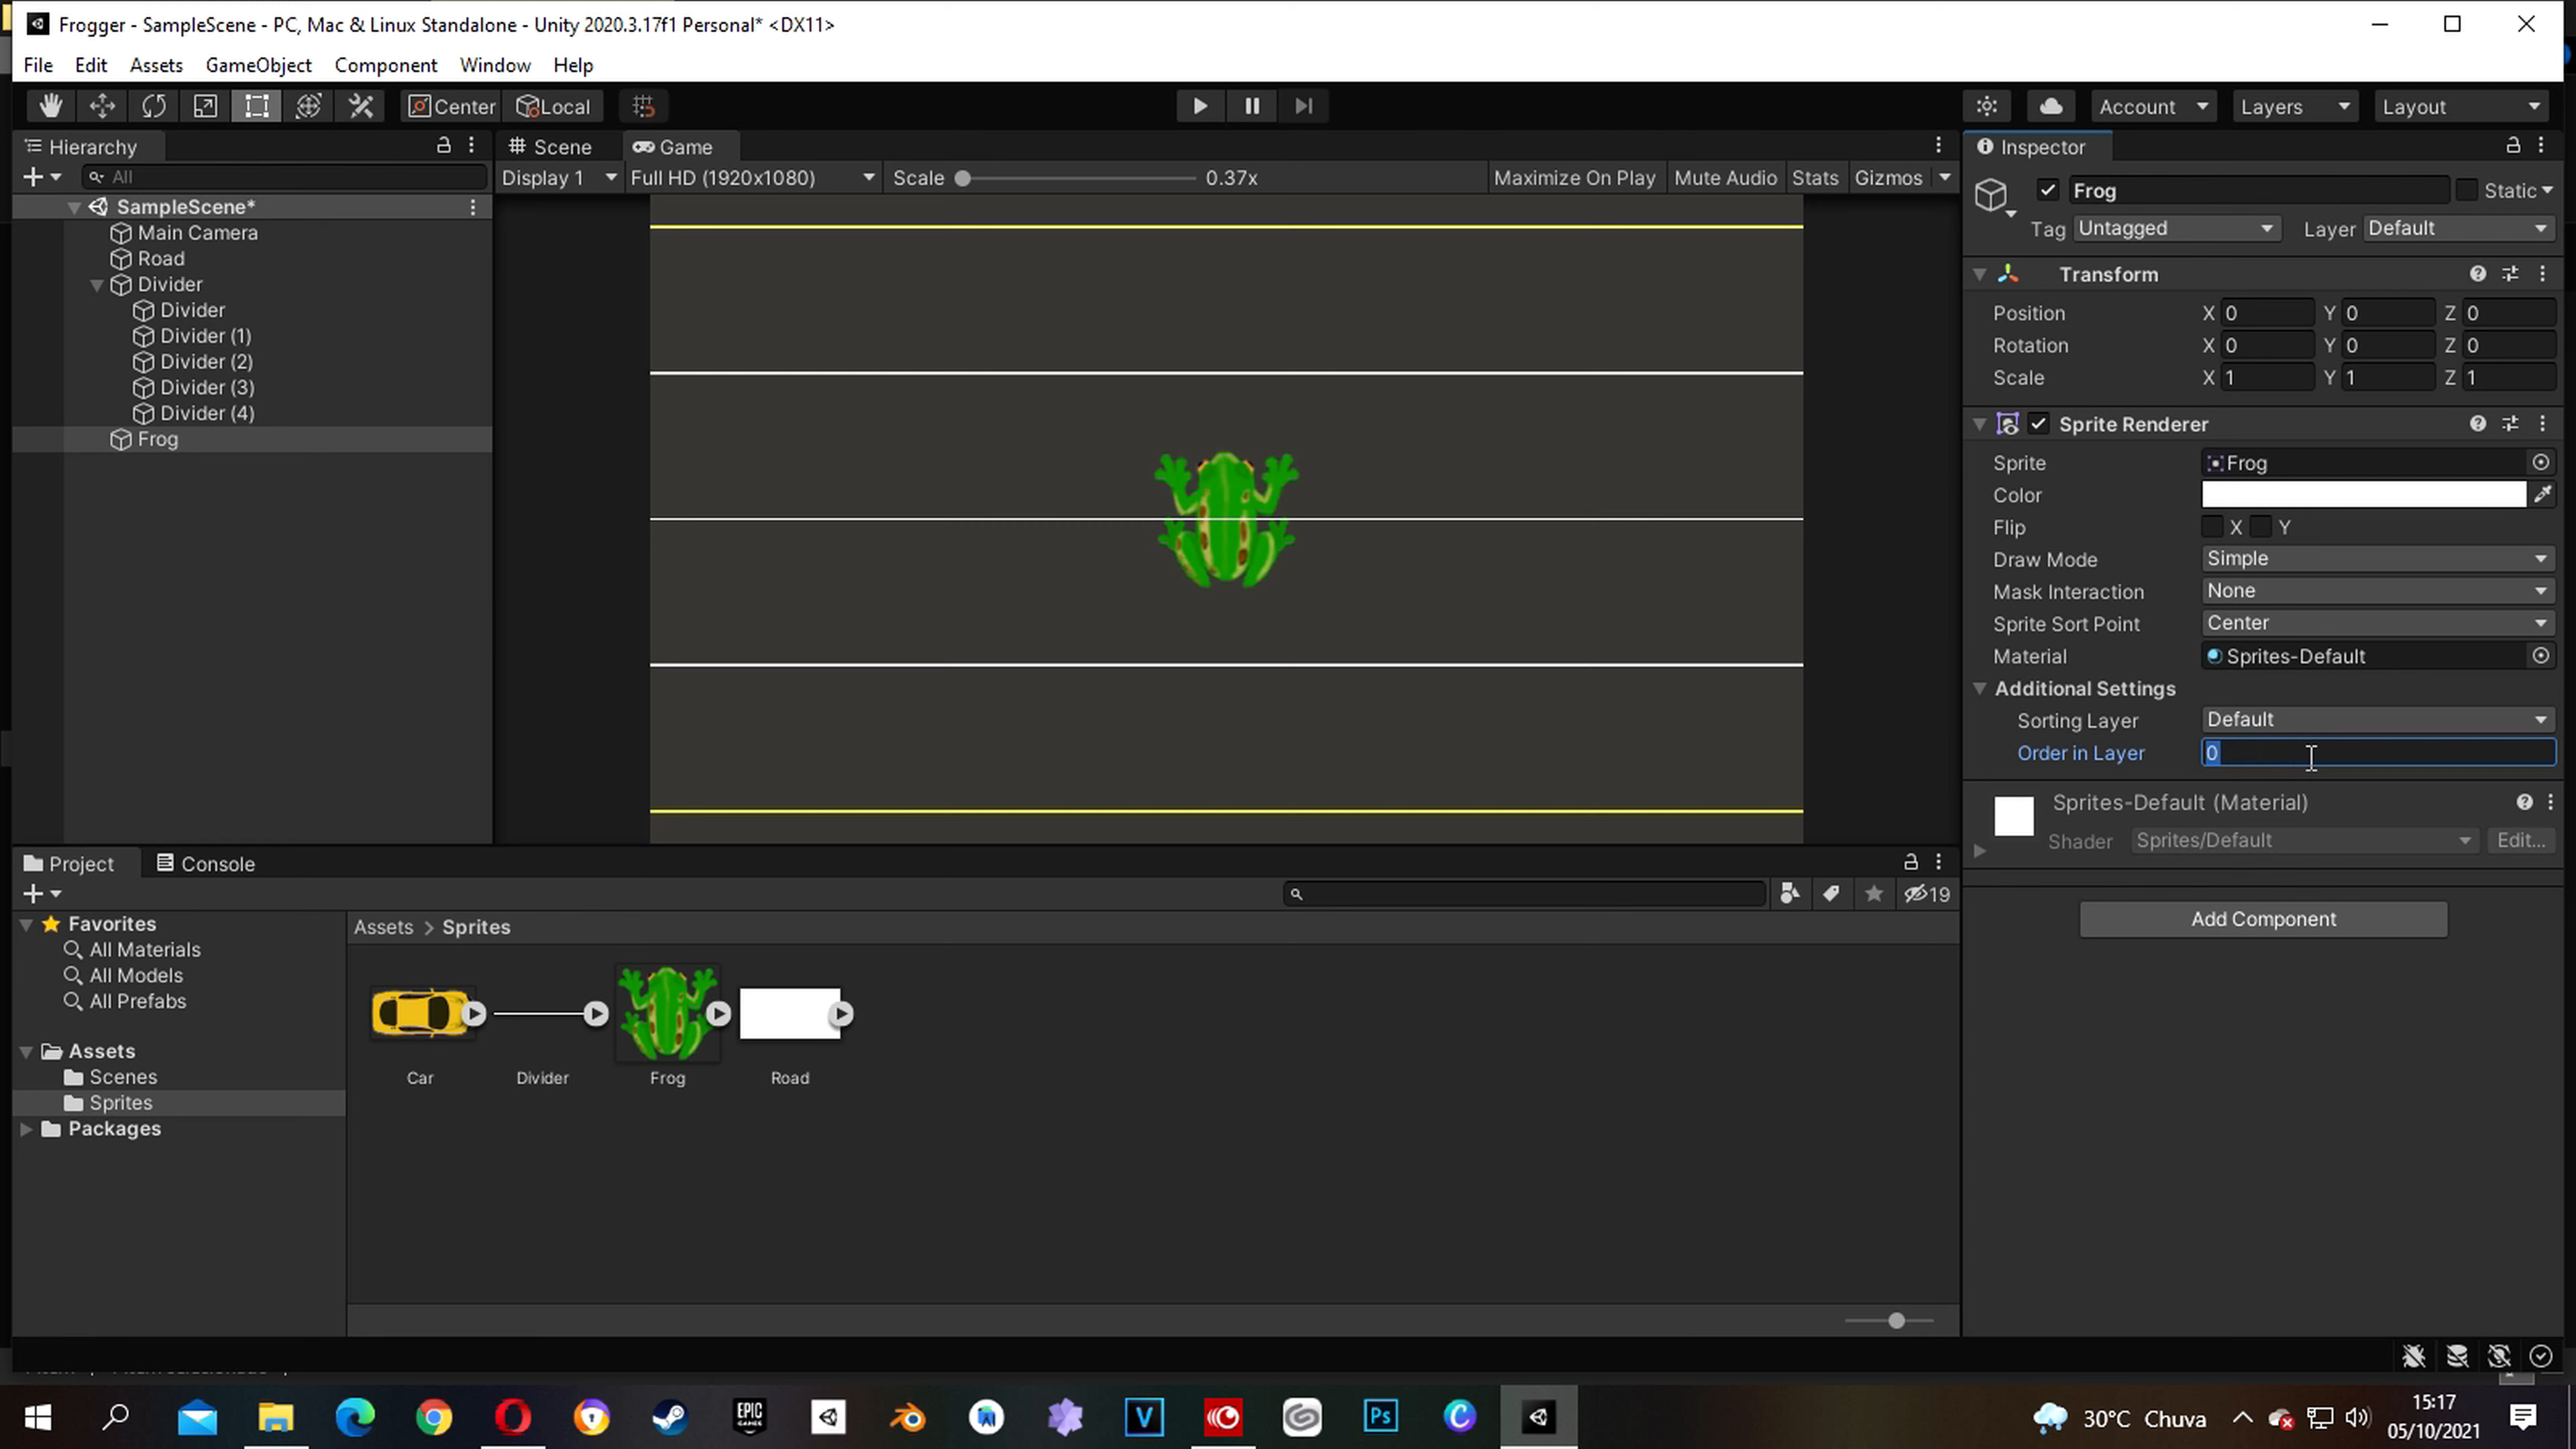 Frogger - SampleScene - PC, Mac & Linux Standalone - Unity 2020.3.17f1 Personal* <DX11>
File Edit Assets GameObject Component Window Help
Center Local Account Layers Layout
Hierarchy
All
SampleScene*
Main Camera
Road
Divider
Divider
Divider (1)
Divider (2)
Divider (3)
Divider (4)
Frog
Scene Game
Display 1 Full HD (1920x1080) Scale 0.37x Maximize On Play Mute Audio Stats Gizmos
Inspector
Frog Static
Tag Untagged Layer Default
Transform
Position X 0 Y 0 Z 0
Rotation X 0 Y 0 Z 0
Scale X 1 Y 1 Z 1
Sprite Renderer
Sprite Frog
Color
Flip X Y
Draw Mode Simple
Mask Interaction None
Sprite Sort Point Center
Material Sprites-Default
Additional Settings
Sorting Layer Default
Order in Layer 0
Sprites-Default (Material)
Shader Sprites/Default Edit...
Add Component
Project Console
19
Favorites
All Materials
All Models
All Prefabs
Assets
Scenes
Sprites
Packages
Assets > Sprites
Car Divider Frog Road
EPIC GAMES
V
Ps
C
30°C Chuva
15:17
05/10/2021